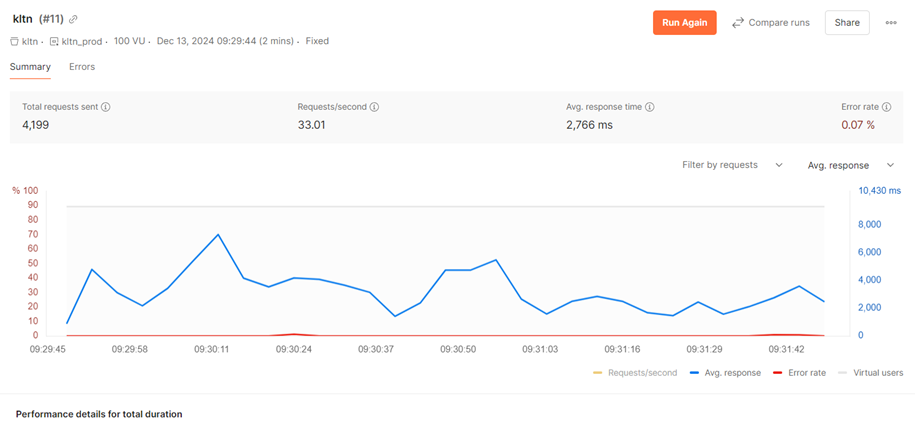 kltn (#11)
Run Again
Compare runs
Share
kltn · kltn_prod · 100 VU · Dec 13, 2024 09:29:44 (2 mins) · Fixed
Summary Errors
Total requests sent Requests/second Avg. response time Error rate
4,199 33.01 2,766 ms 0.07 %
Filter by requests Avg. response
% 100 10,430 ms
90
80 8,000
70
60
50 6,000
40 4,000
30
20 2,000
10
0 0
09:29:45 09:29:58 09:30:11 09:30:24 09:30:37 09:30:50 09:31:03 09:31:16 09:31:29 09:31:42
Requests/second Avg. response Error rate Virtual users
Performance details for total duration